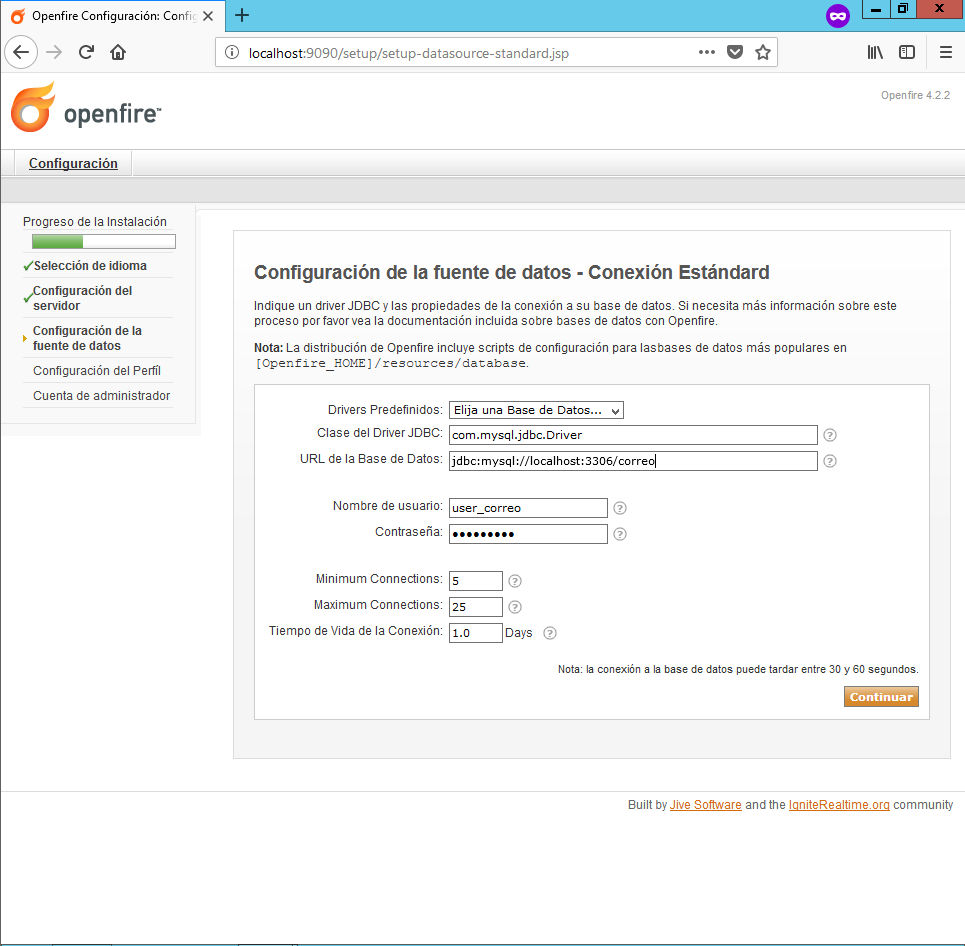 Openfire Configuración: Config
localhost:9090/setup/setup-datasource-standard.jsp
openfire™
Openfire 4.2.2
Configuración
Progreso de la Instalación
Selección de idioma
Configuración del
servidor
Configuración de la
fuente de datos
Configuración del Perfíl
Cuenta de administrador
Configuración de la fuente de datos - Conexión Estándard
Indique un driver JDBC y las propiedades de la conexión a su base de datos. Si necesita más información sobre este
proceso por favor vea la documentación incluida sobre bases de datos con Openfire.
Nota: La distribución de Openfire incluye scripts de configuración para lasbases de datos más populares en
[Openfire_HOME]/resources/database.
Drivers Predefinidos: Elija una Base de Datos...
Clase del Driver JDBC: com.mysql.jdbc.Driver ?
URL de la Base de Datos: jdbc:mysql://localhost:3306/correo ?
Nombre de usuario: user_correo ?
Contraseña: ••••••••• ?
Minimum Connections: 5 ?
Maximum Connections: 25 ?
Tiempo de Vida de la Conexión: 1.0 Days ?
Nota: la conexión a la base de datos puede tardar entre 30 y 60 segundos.
Continuar
Built by Jive Software and the IgniteRealtime.org community